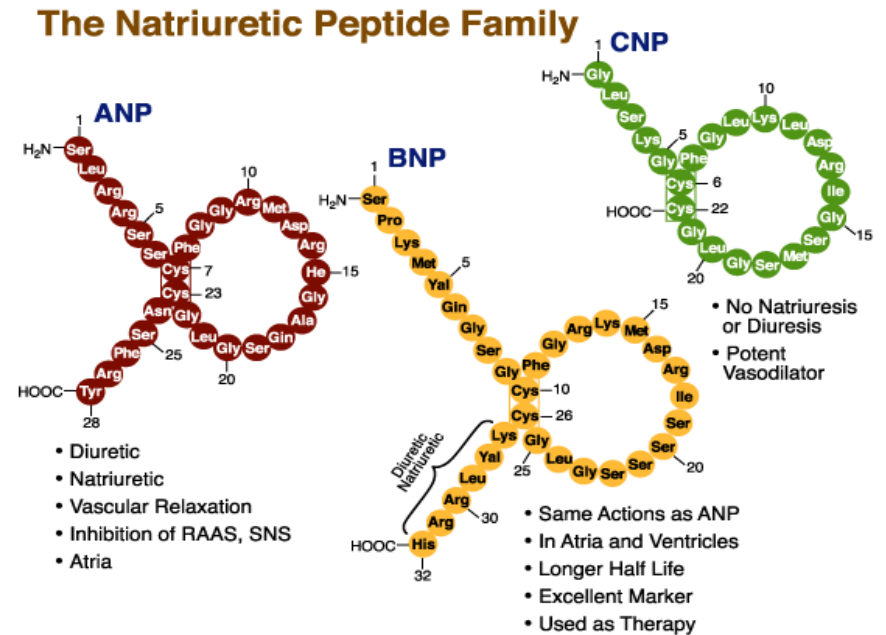 The Natriuretic Peptide Family
ANP
1
H₂N
Ser
Leu
Arg
Arg
5
Ser
Ser
Cys
7
Phe
Gly
Gly
10
Arg
Met
Asp
Arg
He
15
Gly
Ala
Gin
Ser
Gly
20
Leu
Gly
Cys
23
Asn
Ser
25
Phe
Arg
Tyr
HOOC
28
• Diuretic
• Natriuretic
• Vascular Relaxation
• Inhibition of RAAS, SNS
• Atria
BNP
1
H₂N
Ser
Pro
Lys
Met
Yal
5
Gin
Gly
Ser
Gly
Cys
10
Phe
Gly
Arg
Lys
15
Met
Asp
Arg
Ile
Ser
Ser
20
Ser
Ser
Gly
Leu
Gly
25
Cys
26
Lys
Yal
Leu
Arg
30
Arg
His
HOOC
32
Diuretic
Natriuretic
• Same Actions as ANP
• In Atria and Ventricles
• Longer Half Life
• Excellent Marker
• Used as Therapy
CNP
1
H₂N
Gly
Leu
Ser
Lys
5
Gly
Cys
6
Phe
Gly
Leu
10
Lys
Leu
Asp
Arg
Ile
Gly
15
Ser
Met
Ser
Gly
Leu
20
Gly
Cys
22
HOOC
• No Natriuresis
or Diuresis
• Potent
Vasodilator